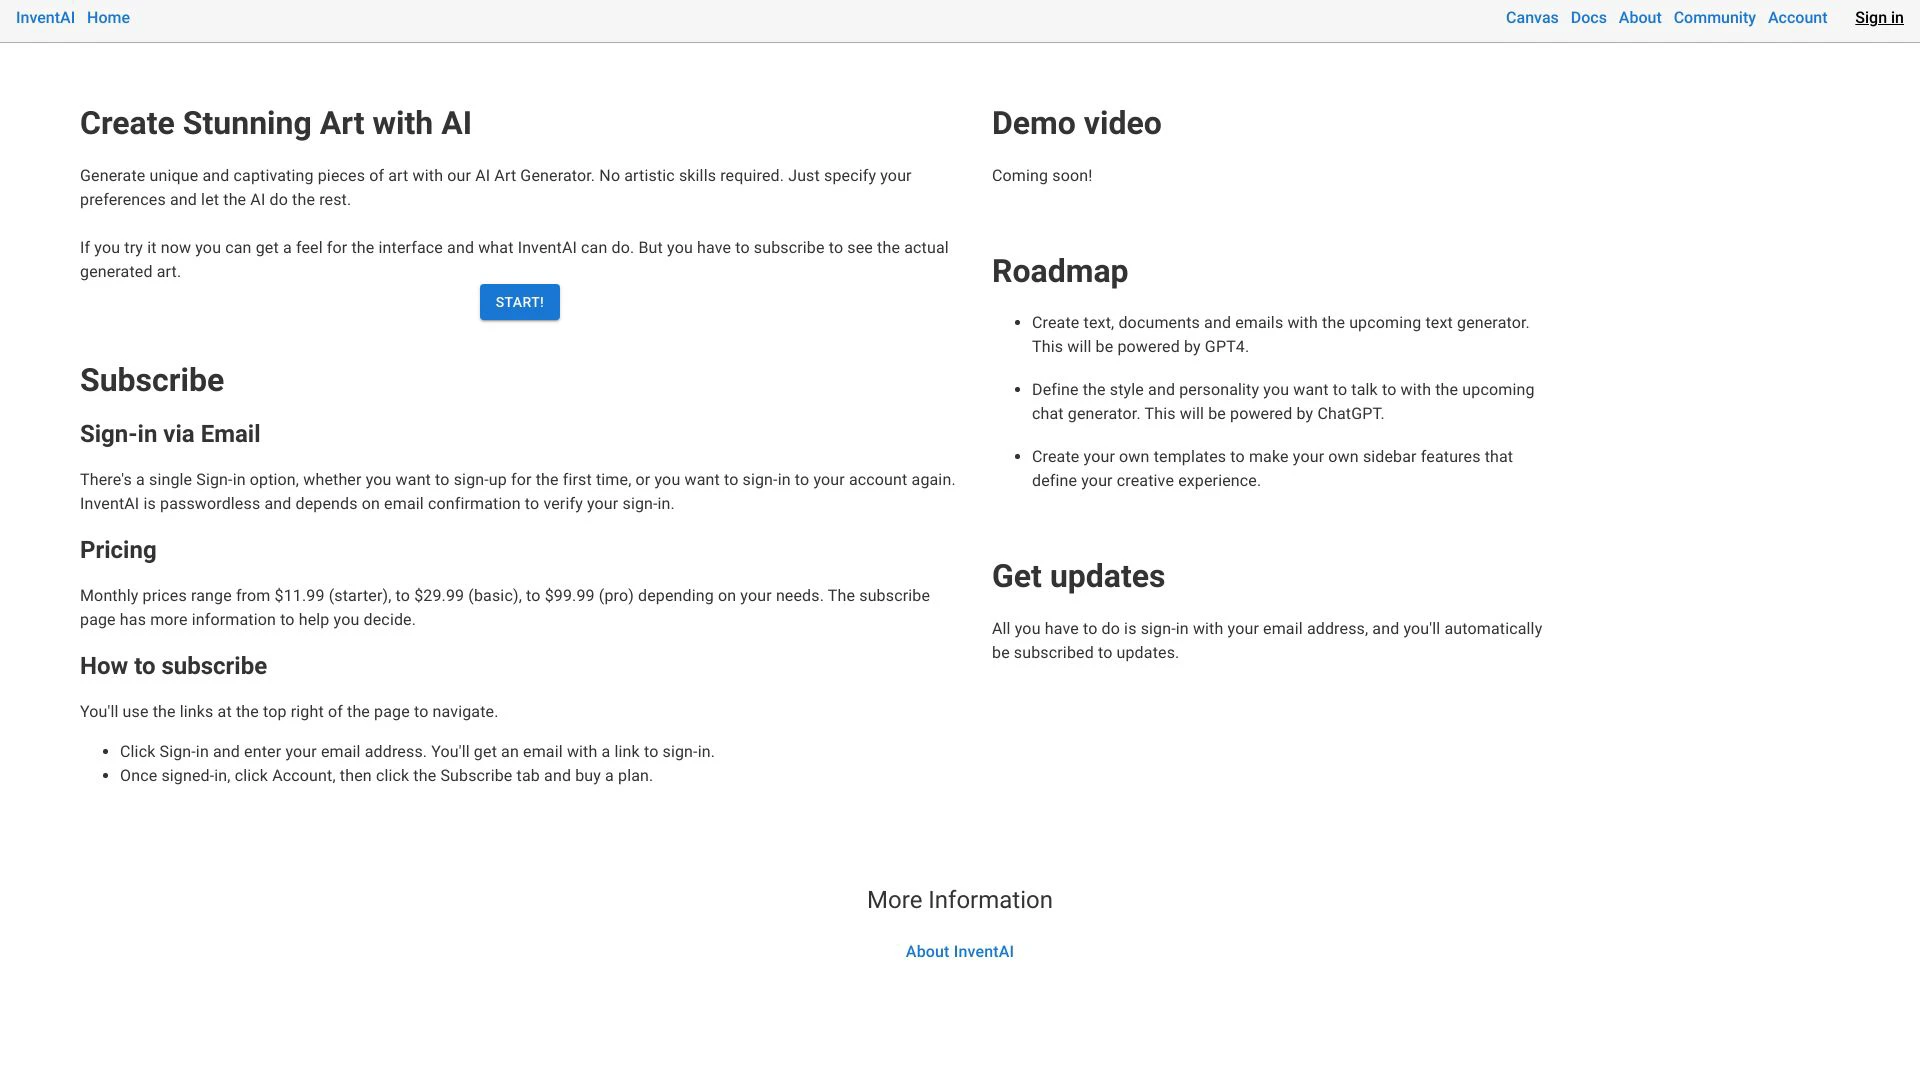 InventAI Home Canvas Docs About Community Account Sign in
Create Stunning Art with AI
Generate unique and captivating pieces of art with our AI Art Generator. No artistic skills required. Just specify your
preferences and let the AI do the rest.
If you try it now you can get a feel for the interface and what InventAI can do. But you have to subscribe to see the actual
generated art.
START!
Subscribe
Sign-in via Email
There's a single Sign-in option, whether you want to sign-up for the first time, or you want to sign-in to your account again.
InventAI is passwordless and depends on email confirmation to verify your sign-in.
Pricing
Monthly prices range from $11.99 (starter), to $29.99 (basic), to $99.99 (pro) depending on your needs. The subscribe
page has more information to help you decide.
How to subscribe
You'll use the links at the top right of the page to navigate.
• Click Sign-in and enter your email address. You'll get an email with a link to sign-in.
• Once signed-in, click Account, then click the Subscribe tab and buy a plan.
Demo video
Coming soon!
Roadmap
• Create text, documents and emails with the upcoming text generator.
This will be powered by GPT4.
• Define the style and personality you want to talk to with the upcoming
chat generator. This will be powered by ChatGPT.
• Create your own templates to make your own sidebar features that
define your creative experience.
Get updates
All you have to do is sign-in with your email address, and you'll automatically
be subscribed to updates.
More Information
About InventAI